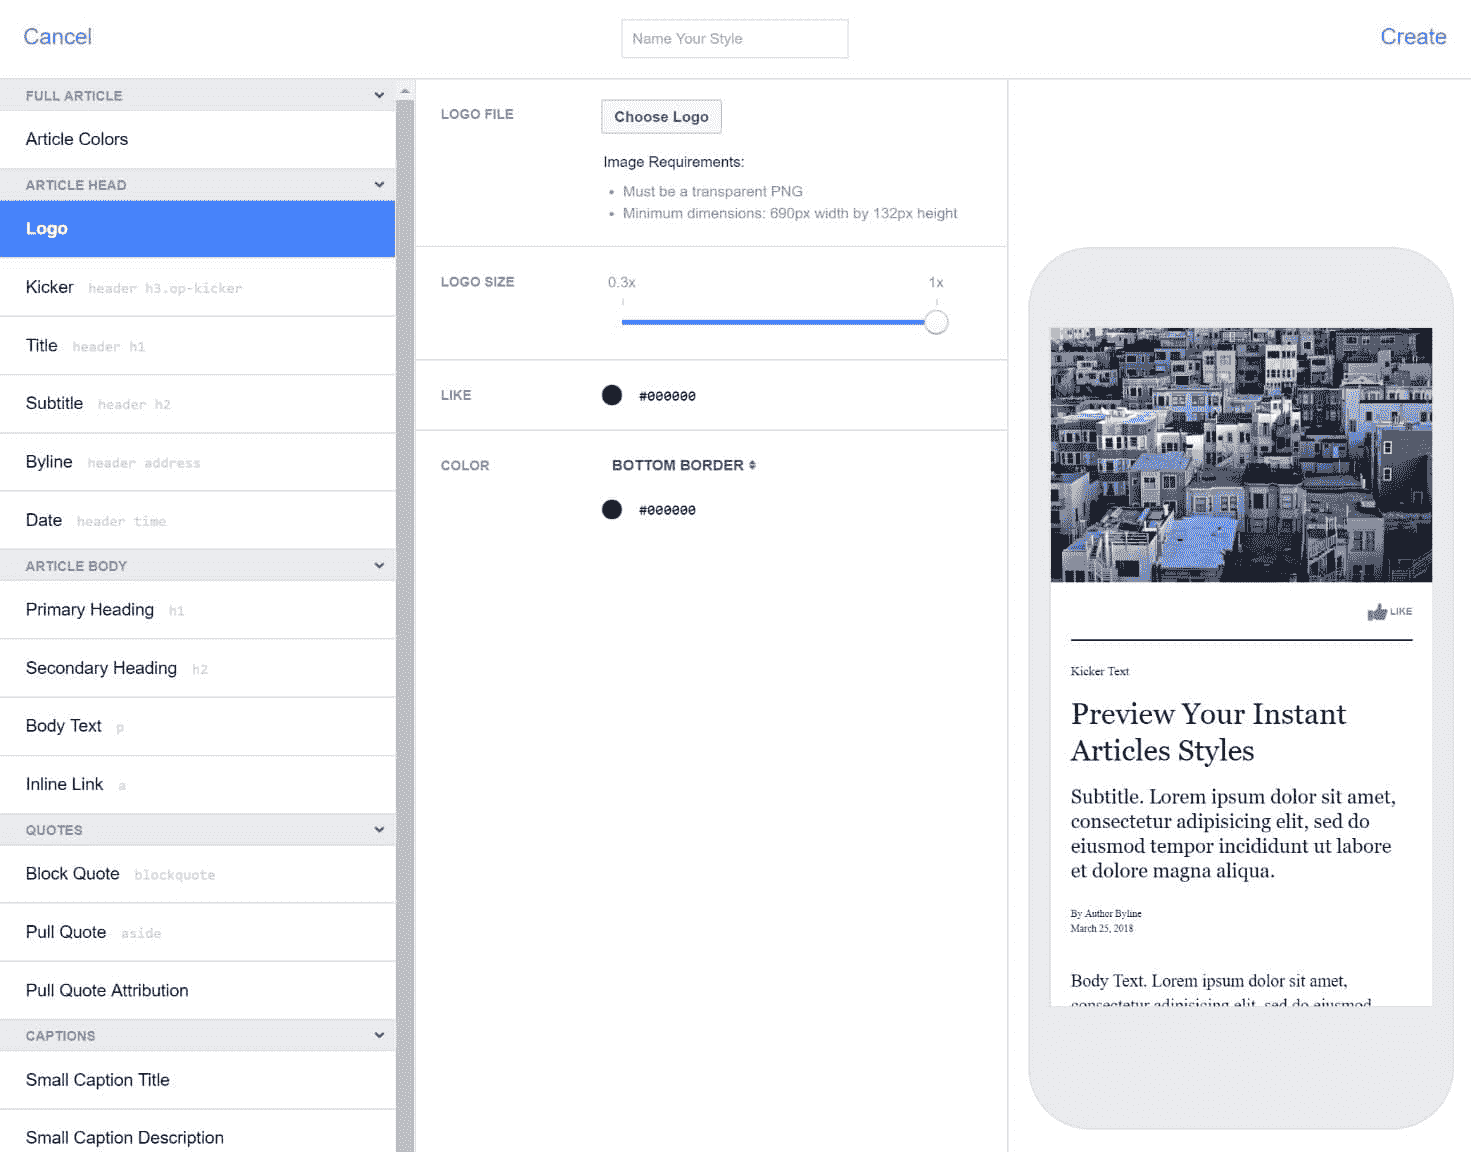 Cancel
Name Your Style
Create
FULL ARTICLE
Article Colors
ARTICLE HEAD
Logo
Kicker header h3.op-kicker
Title header h1
Subtitle header h2
Byline header address
Date header time
ARTICLE BODY
Primary Heading h1
Secondary Heading h2
Body Text p
Inline Link a
QUOTES
Block Quote blockquote
Pull Quote aside
Pull Quote Attribution
CAPTIONS
Small Caption Title
Small Caption Description
LOGO FILE
Choose Logo
Image Requirements:
• Must be a transparent PNG
• Minimum dimensions: 690px width by 132px height
LOGO SIZE
0.3x 1x
LIKE
#000000
COLOR
BOTTOM BORDER
#000000
LIKE
Kicker Text
Preview Your Instant
Articles Styles
Subtitle. Lorem ipsum dolor sit amet,
consectetur adipisicing elit, sed do
eiusmod tempor incididunt ut labore
et dolore magna aliqua.
By Author Byline
March 25, 2018
Body Text. Lorem ipsum dolor sit amet,
consectetur adipisicing elit, sed do eiusmod